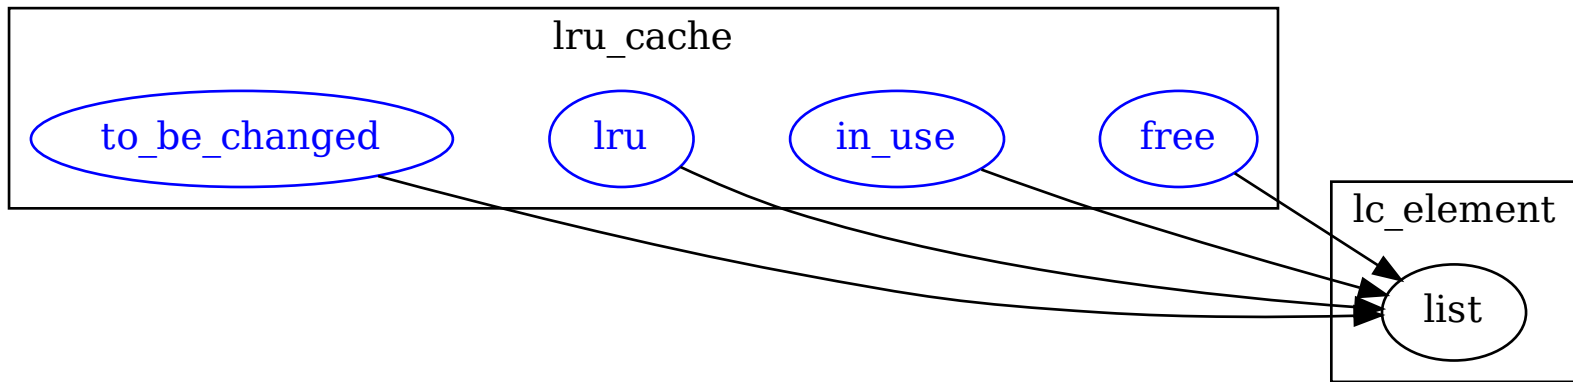 lru_cache
to_be_changed
lru
in_use
free
lc_element
list